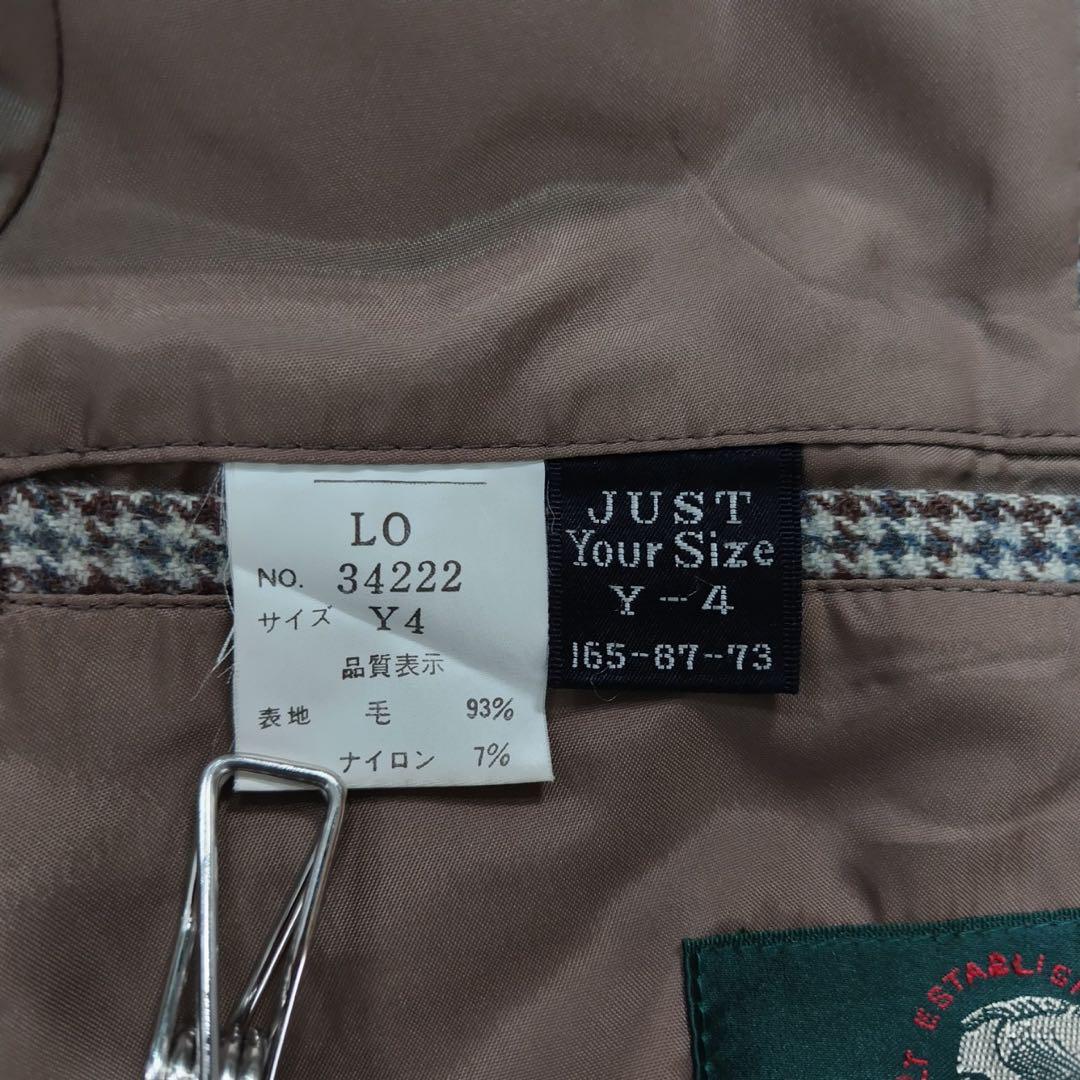 LO
NO. 34222
サイズ Y4
品質表示
表地 毛 93%
ナイロン 7%
JUST
Your Size
Y-4
165-87-73
ESTABLIS